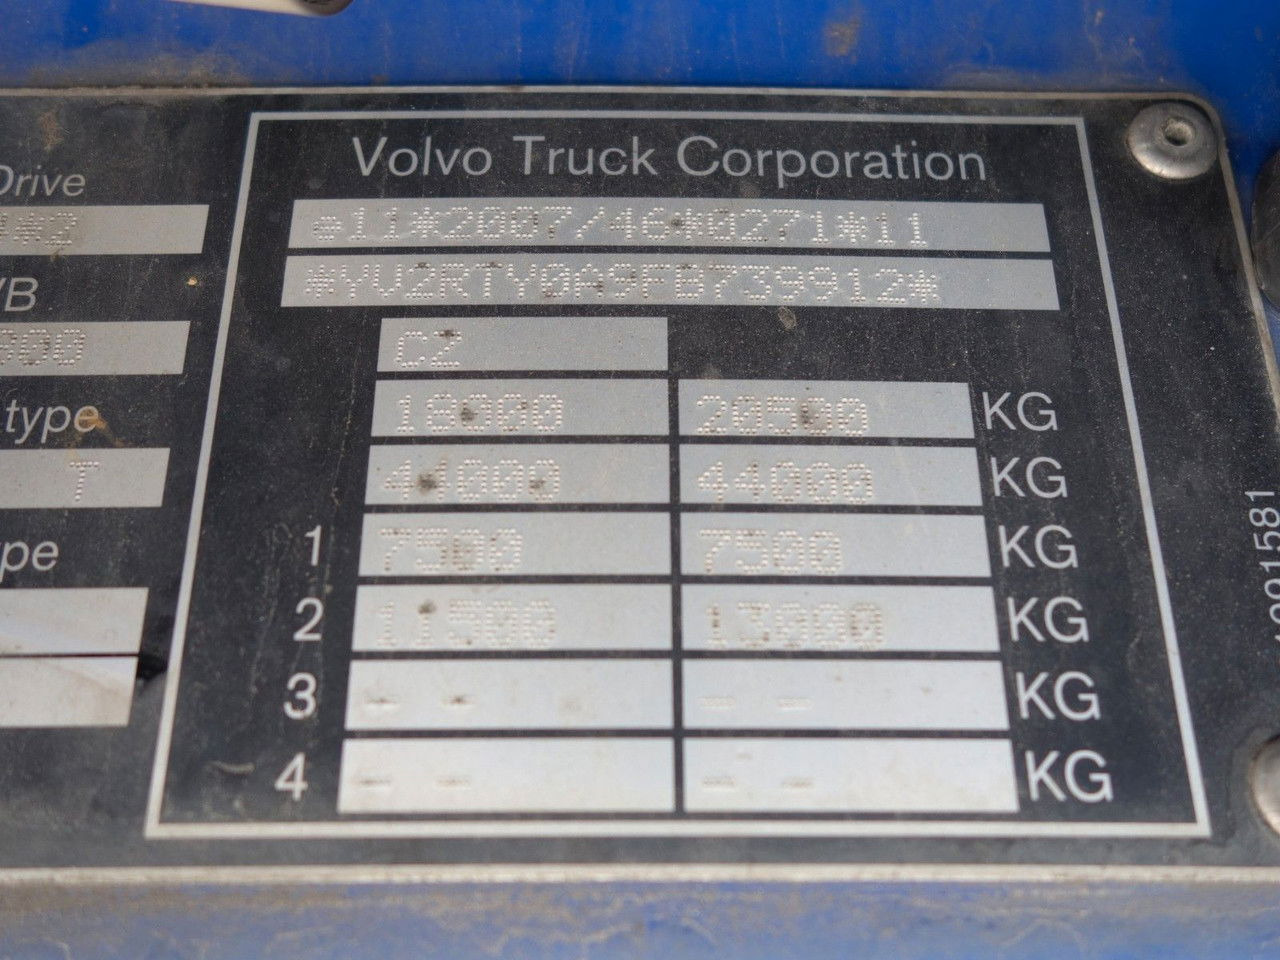 Volvo Truck Corporation
Drive
e11*2007/46*0271*11
*2
*YV2RTY0A9FB739912*
CZ
18000 20500 KG
type
44000 44000 KG
T
1 7500 7500 KG
2 11500 13000 KG
3 - - - - KG
4 - - - - KG